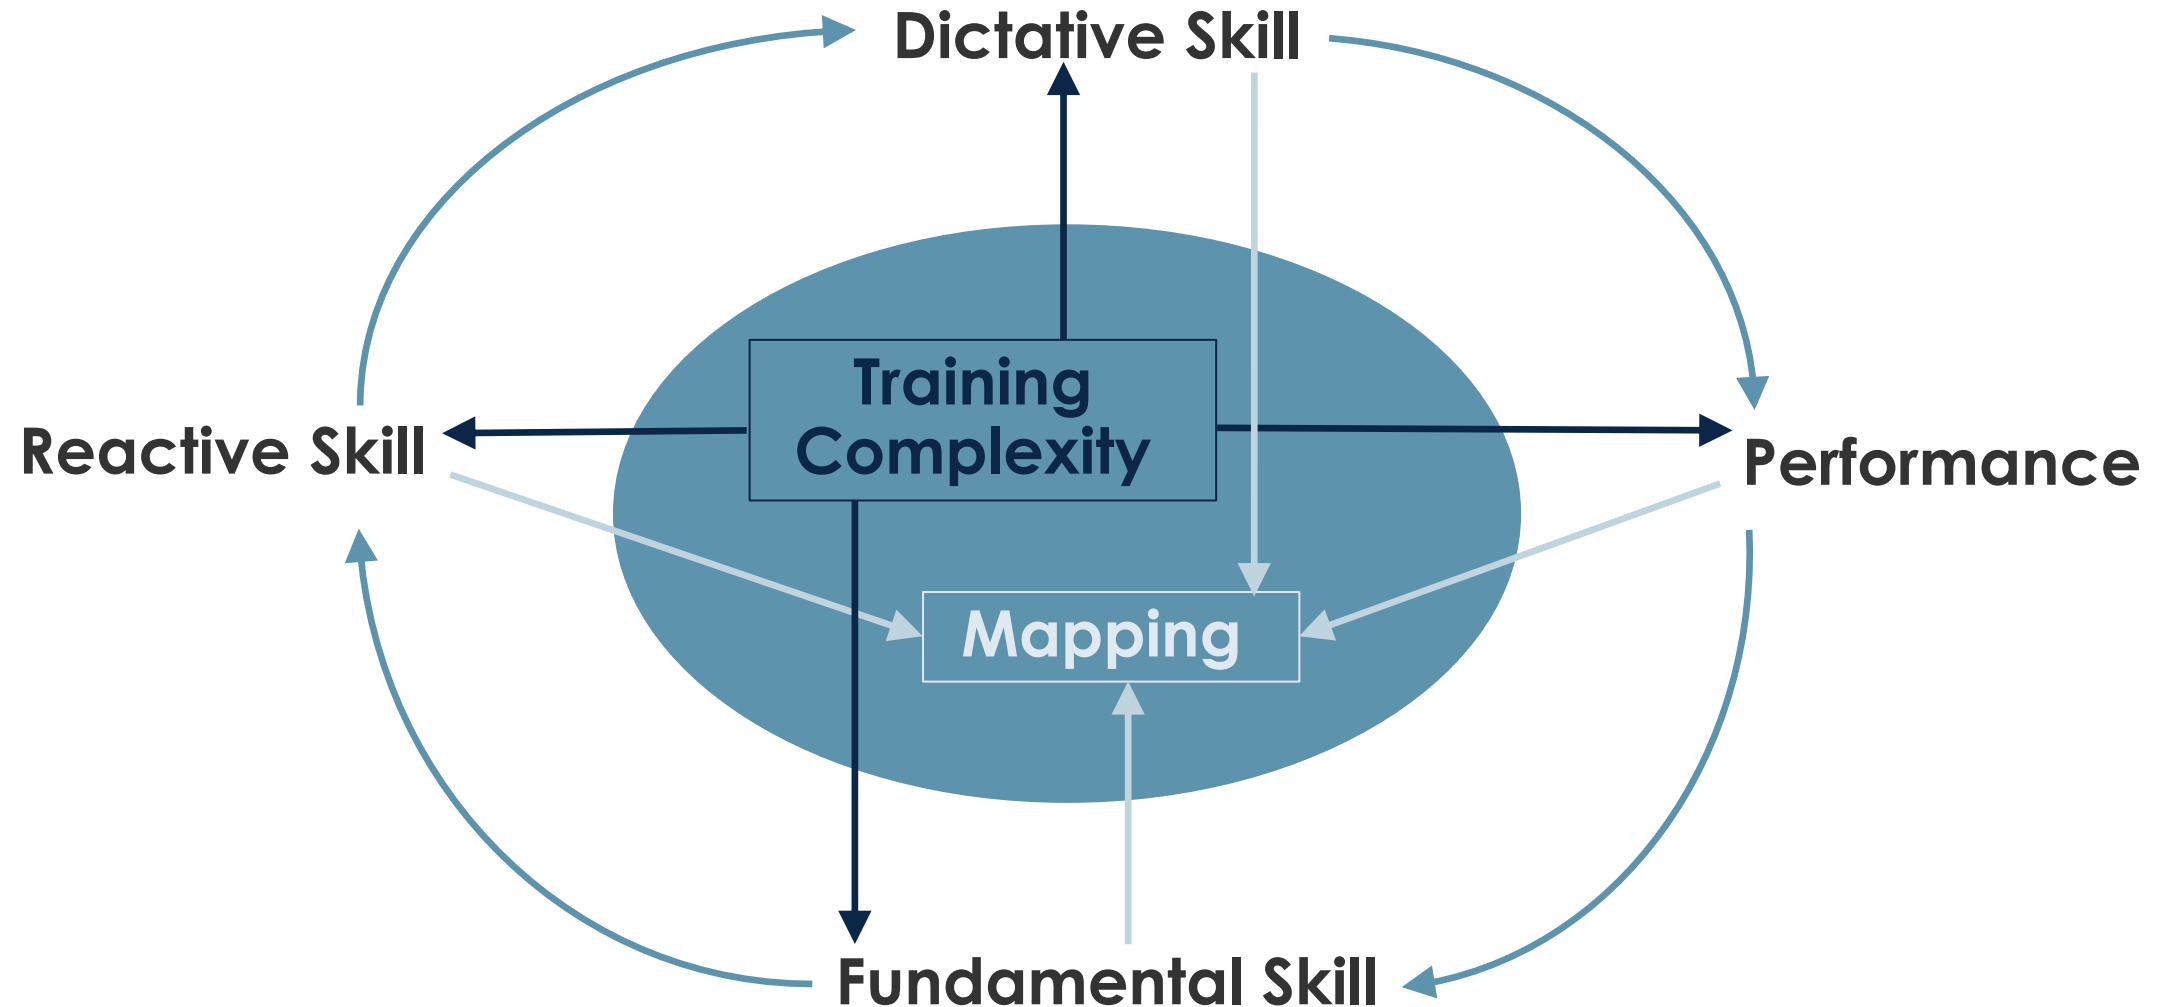 Dictative Skill
Training
Complexity
Reactive Skill
Performance
Mapping
Fundamental Skill